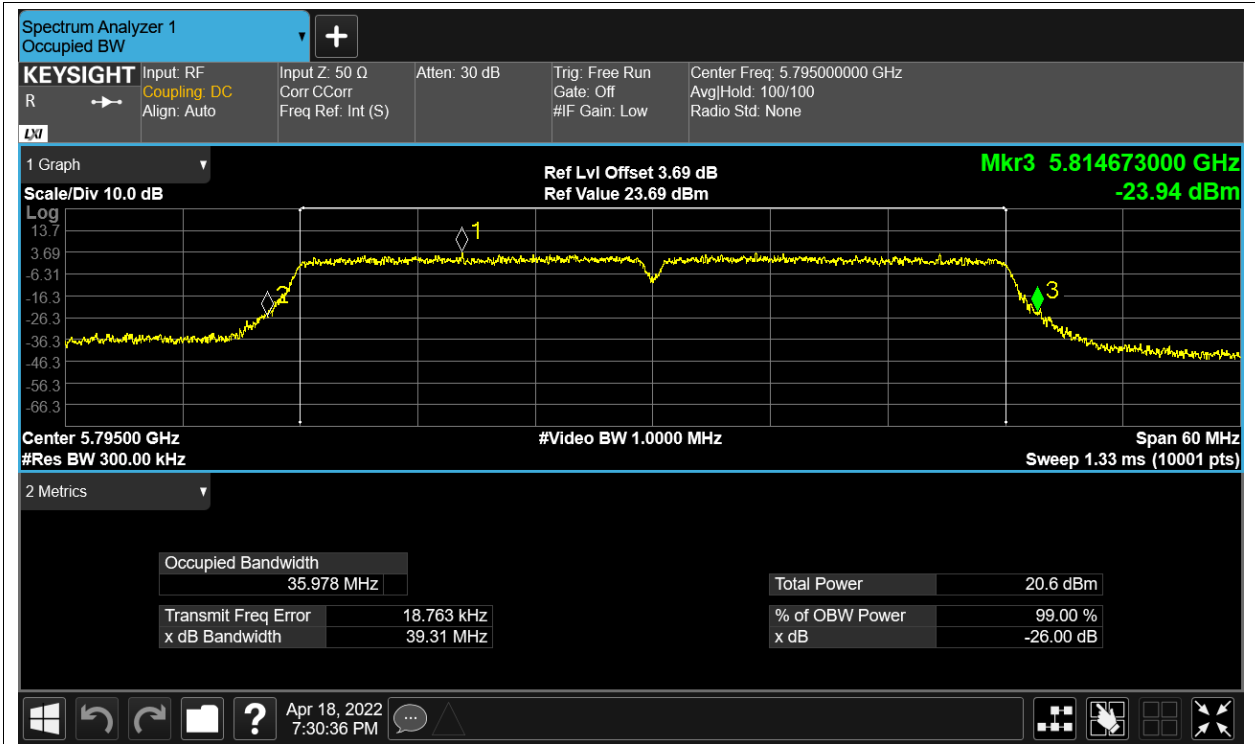 Spectrum Analyzer 1
Occupied BW
KEYSIGHT
R
LXI
Input: RF
Coupling: DC
Align: Auto
Input Z: 50 Ω
Corr CCorr
Freq Ref: Int (S)
Atten: 30 dB
Trig: Free Run
Gate: Off
#IF Gain: Low
Center Freq: 5.795000000 GHz
Avg|Hold: 100/100
Radio Std: None
1 Graph
Scale/Div 10.0 dB
Ref Lvl Offset 3.69 dB
Ref Value 23.69 dBm
Mkr3 5.814673000 GHz
-23.94 dBm
Log
13.7
3.69
-6.31
-16.3
-26.3
-36.3
-46.3
-56.3
-66.3
1
2
3
Center 5.79500 GHz
#Video BW 1.0000 MHz
Span 60 MHz
#Res BW 300.00 kHz
Sweep 1.33 ms (10001 pts)
2 Metrics
Occupied Bandwidth
35.978 MHz
Total Power 20.6 dBm
Transmit Freq Error 18.763 kHz
% of OBW Power 99.00 %
x dB Bandwidth 39.31 MHz
x dB -26.00 dB
?
Apr 18, 2022
7:30:36 PM